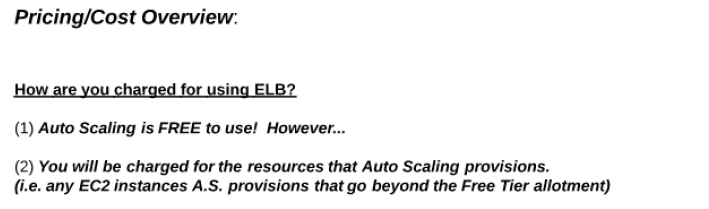 Pricing/Cost Overview:
How are you charged for using ELB?
(1) Auto Scaling is FREE to use! However...
(2) You will be charged for the resources that Auto Scaling provisions.
(i.e. any EC2 instances A.S. provisions that go beyond the Free Tier allotment)